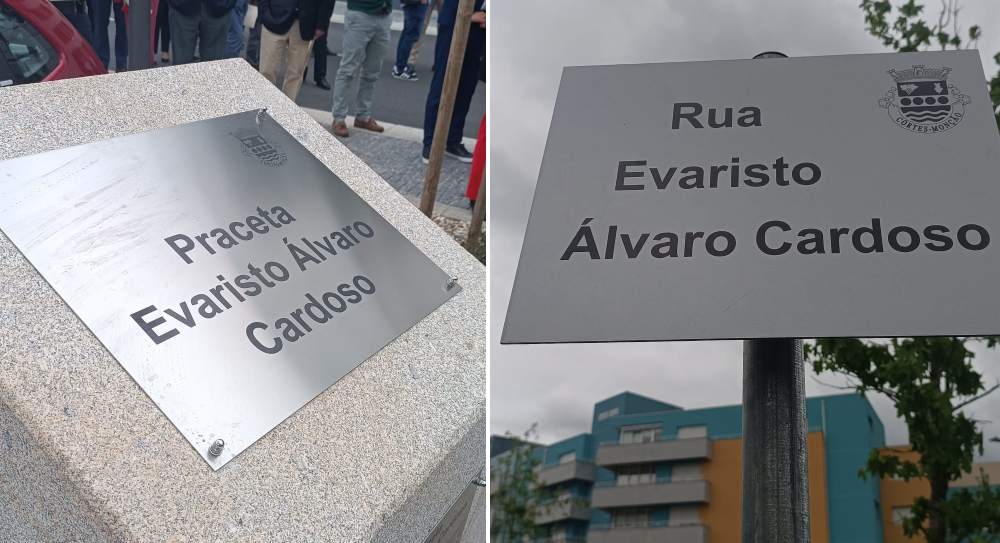 Praceta
Evaristo Álvaro
Cardoso
Rua
Evaristo
Álvaro Cardoso
CORTES-MONÇÃO